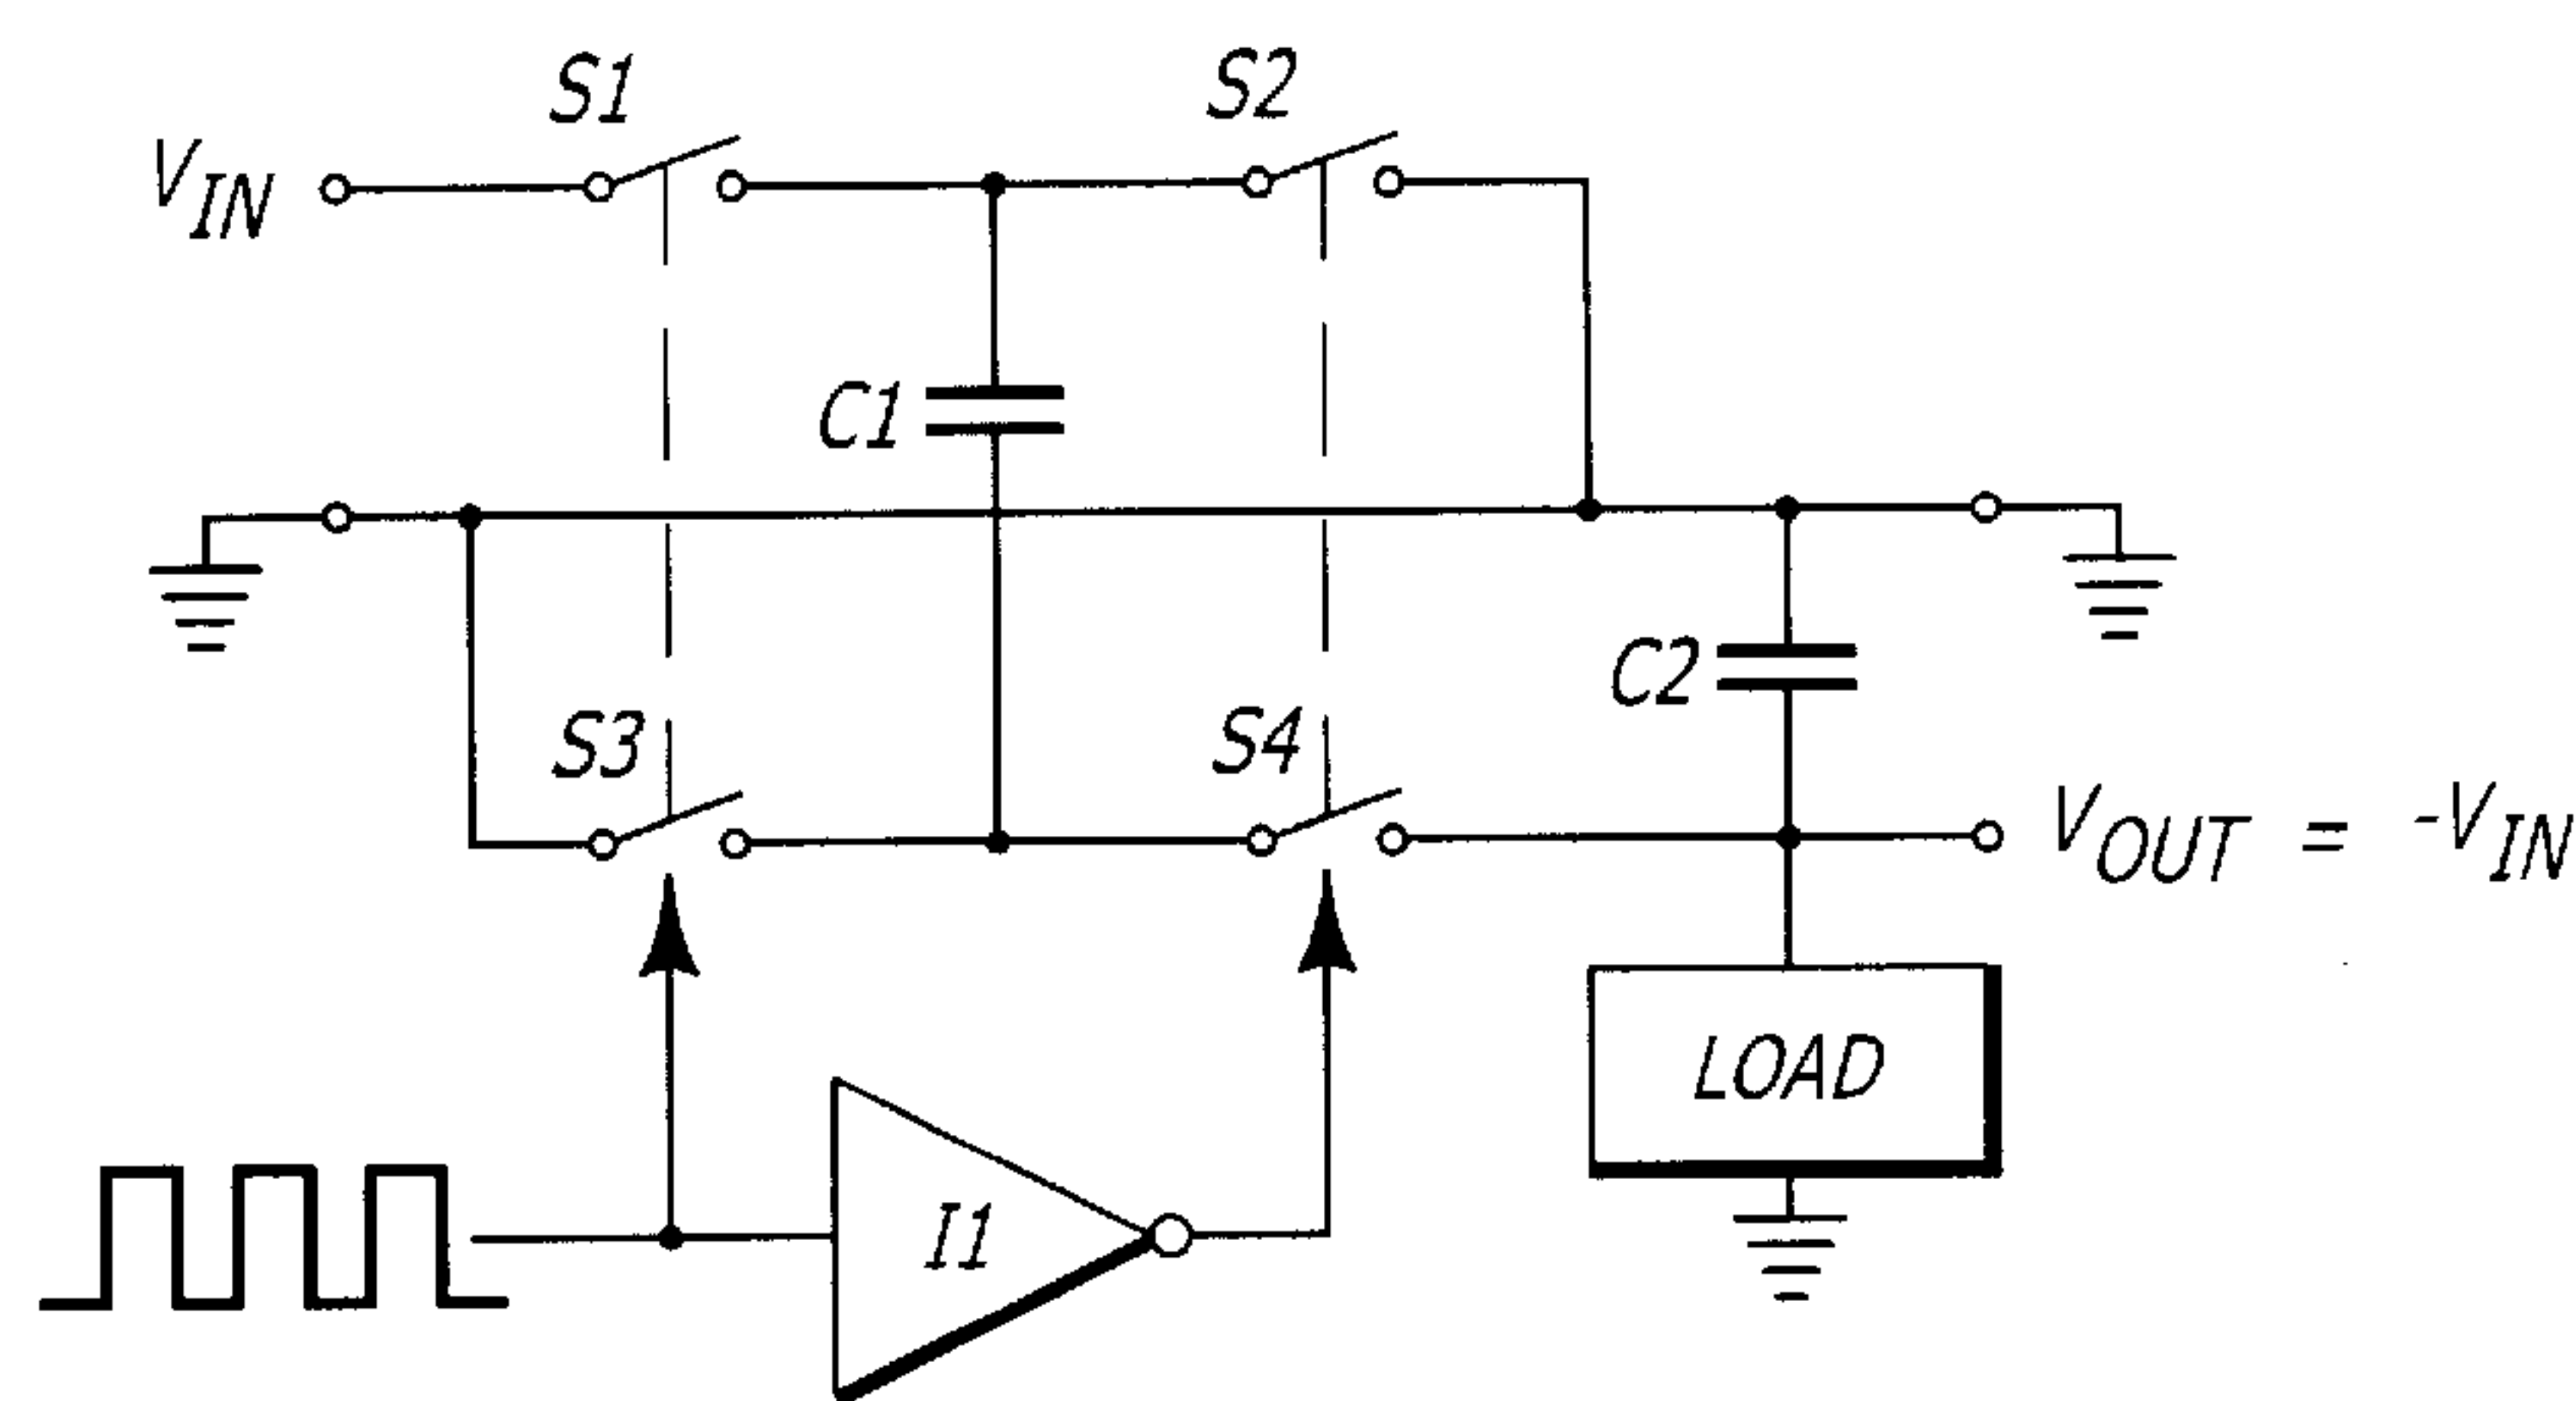 S1
S2
VIN
C1
C2
S3
S4
VOUT = -VIN
LOAD
I1